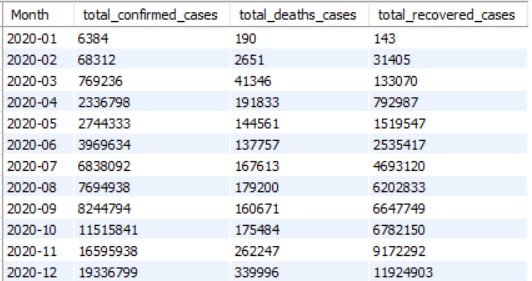 Month total_confirmed_cases total_deaths_cases total_recovered_cases
2020-01 6384 190 143
2020-02 68312 2651 31405
2020-03 769236 41346 133070
2020-04 2336798 191833 792987
2020-05 2744333 144561 1519547
2020-06 3969634 137757 2535417
2020-07 6838092 167613 4693120
2020-08 7694938 179200 6202833
2020-09 8244794 160671 6647749
2020-10 11515841 175484 6782150
2020-11 16595938 262247 9172292
2020-12 19336799 339996 11924903